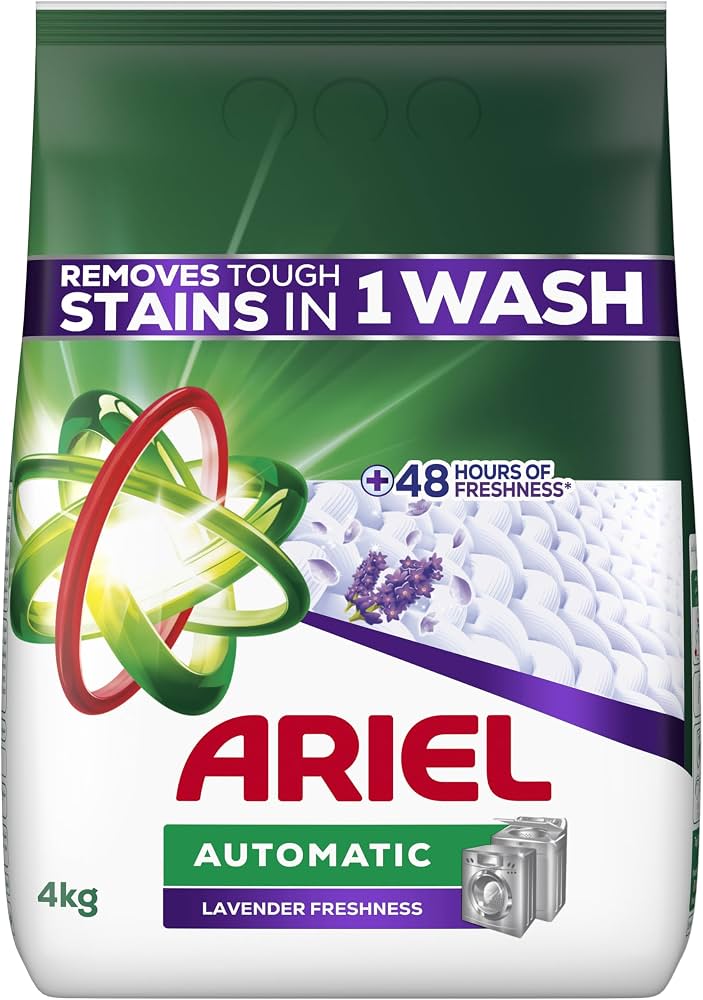 REMOVES TOUGH
STAINS IN 1 WASH
+48 HOURS OF
FRESHNESS*
ARIEL
AUTOMATIC
4kg
LAVENDER FRESHNESS